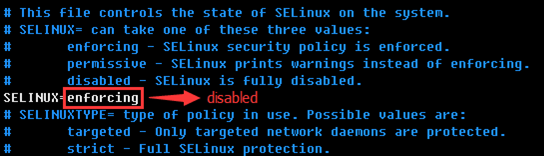 # This file controls the state of SELinux on the system.
# SELINUX= can take one of these three values:
#       enforcing - SELinux security policy is enforced.
#       permissive - SELinux prints warnings instead of enforcing.
#       disabled - SELinux is fully disabled.
SELINUX=enforcing disabled
# SELINUXTYPE= type of policy in use. Possible values are:
#       targeted - Only targeted network daemons are protected.
#       strict - Full SELinux protection.